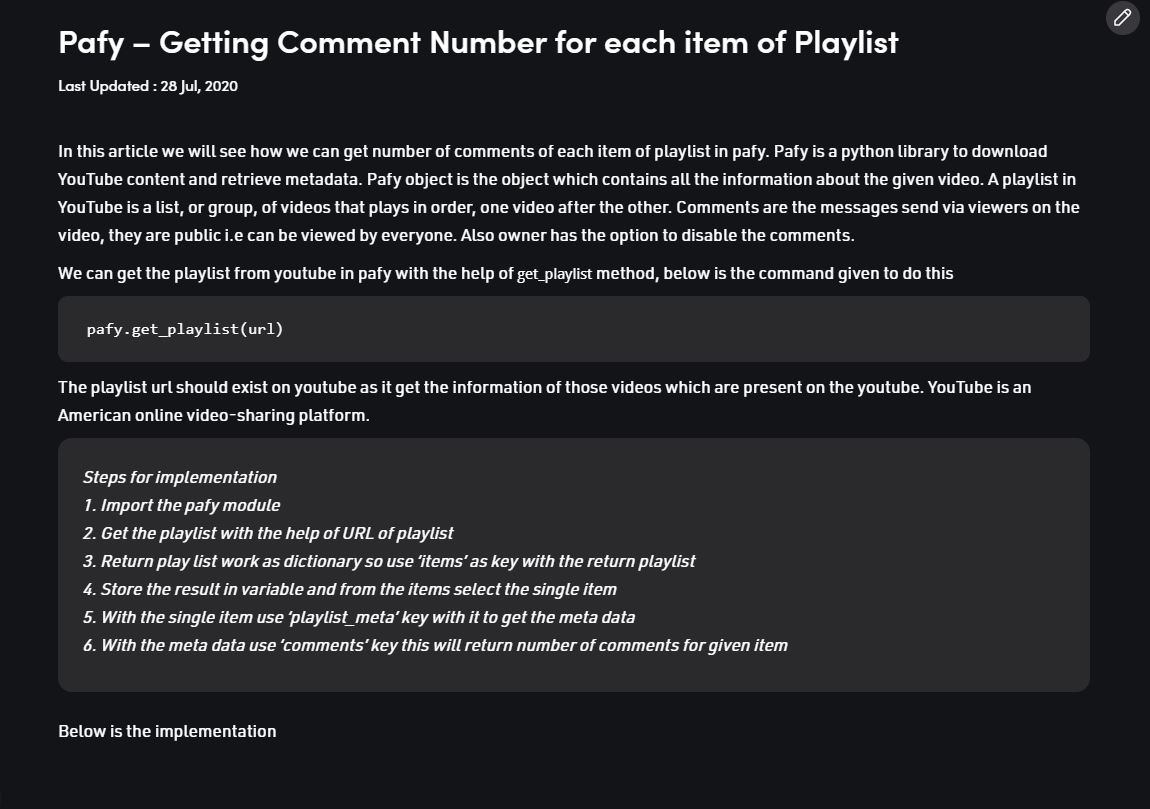 Pafy – Getting Comment Number for each item of Playlist
Last Updated : 28 Jul, 2020
In this article we will see how we can get number of comments of each item of playlist in pafy. Pafy is a python library to download
YouTube content and retrieve metadata. Pafy object is the object which contains all the information about the given video. A playlist in
YouTube is a list, or group, of videos that plays in order, one video after the other. Comments are the messages send via viewers on the
video, they are public i.e can be viewed by everyone. Also owner has the option to disable the comments.
We can get the playlist from youtube in pafy with the help of get_playlist method, below is the command given to do this
pafy.get_playlist(url)
The playlist url should exist on youtube as it get the information of those videos which are present on the youtube. YouTube is an
American online video-sharing platform.
Steps for implementation
1. Import the pafy module
2. Get the playlist with the help of URL of playlist
3. Return play list work as dictionary so use ‘items’ as key with the return playlist
4. Store the result in variable and from the items select the single item
5. With the single item use ‘playlist_meta’ key with it to get the meta data
6. With the meta data use ‘comments’ key this will return number of comments for given item
Below is the implementation